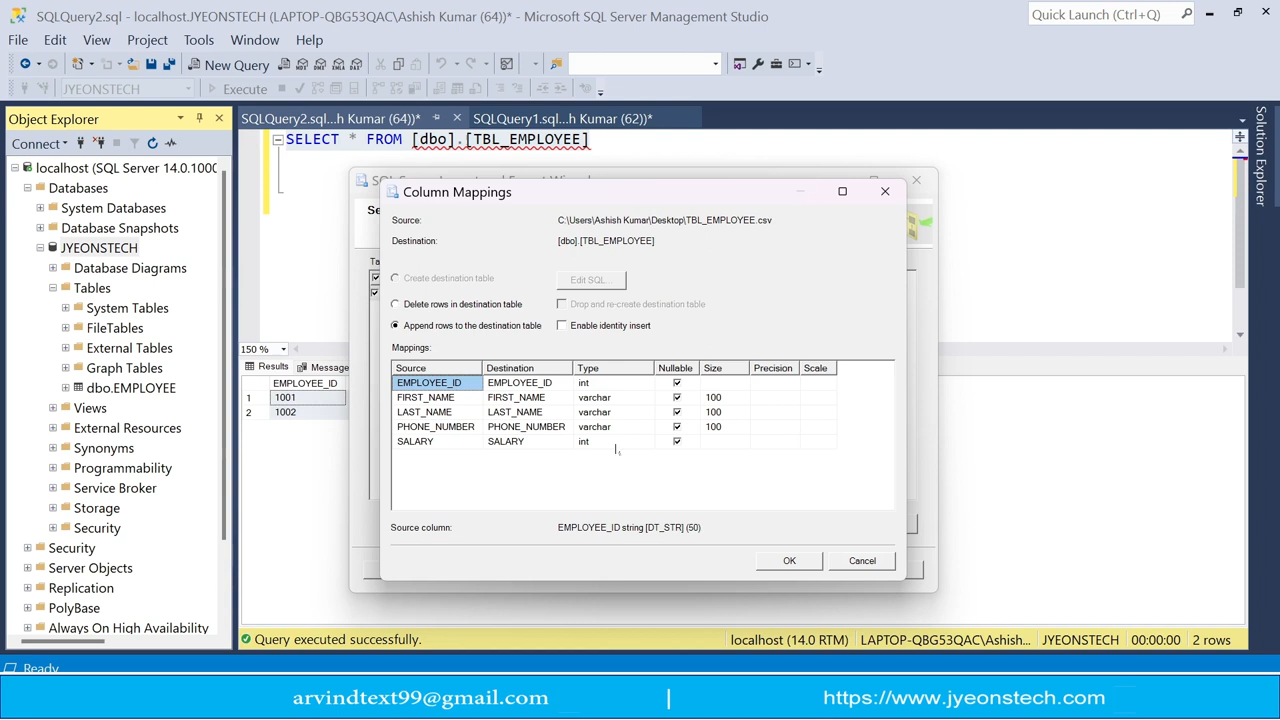 SQLQuery2.sql - localhost.JYEONSTECH (LAPTOP-QBG53QAC\Ashish Kumar (64))* - Microsoft SQL Server Management Studio
Quick Launch (Ctrl+Q)
File Edit View Project Tools Window Help
New Query
MDX DMX XMLA DAX
JYEONSTECH Execute
Object Explorer
SQLQuery2.sql...h Kumar (64))*
SQLQuery1.sql...h Kumar (62))*
Solution Explorer
Connect
SELECT * FROM [dbo].[TBL_EMPLOYEE]
localhost (SQL Server 14.0.1000
Databases
System Databases
Database Snapshots
JYEONSTECH
Database Diagrams
Tables
System Tables
FileTables
External Tables
Graph Tables
dbo.EMPLOYEE
Views
External Resources
Synonyms
Programmability
Service Broker
Storage
Security
Security
Server Objects
Replication
PolyBase
Always On High Availability
Column Mappings
Source: C:\Users\Ashish Kumar\Desktop\TBL_EMPLOYEE.csv
Destination: [dbo].[TBL_EMPLOYEE]
Create destination table Edit SQL...
Delete rows in destination table Drop and re-create destination table
Append rows to the destination table Enable identity insert
Mappings:
Source Destination Type Nullable Size Precision Scale
EMPLOYEE_ID EMPLOYEE_ID int
FIRST_NAME FIRST_NAME varchar 100
LAST_NAME LAST_NAME varchar 100
PHONE_NUMBER PHONE_NUMBER varchar 100
SALARY SALARY int
Source column: EMPLOYEE_ID string [DT_STR] (50)
OK Cancel
150 %
Results Message
EMPLOYEE_ID
1 1001
2 1002
Query executed successfully. localhost (14.0 RTM) LAPTOP-QBG53QAC\Ashish... JYEONSTECH 00:00:00 2 rows
Ready
arvindtext99@gmail.com | https://www.jyeonstech.com